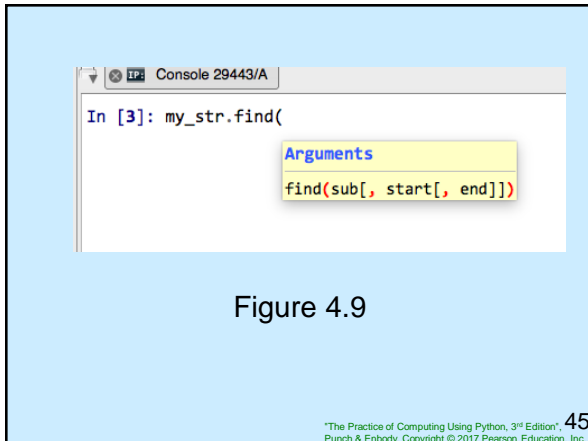 IP: Console 29443/A
In [3]: my_str.find(
Arguments
find(sub[, start[, end]])
Figure 4.9
"The Practice of Computing Using Python, 3rd Edition", 45
Punch & Enbody, Copyright © 2017 Pearson Education, Inc